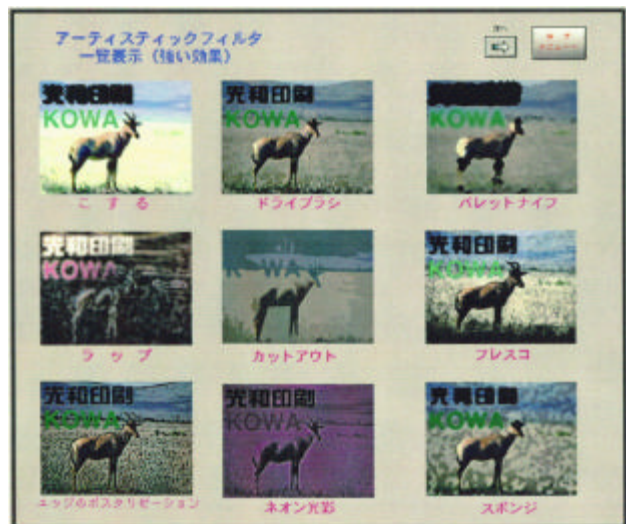 アーティスティックフィルタ
一覧表示（強い効果）
光和印刷
KOWA
こする
光和印刷
KOWA
ドライブラシ
KOWA
パレットナイフ
光和印刷
KOWA
ラップ
KOWA
カットアウト
光和印刷
KOWA
フレスコ
光和印刷
KOWA
エッジのポスタリゼーション
光和印刷
KOWA
ネオン光彩
光和印刷
KOWA
スポンジ